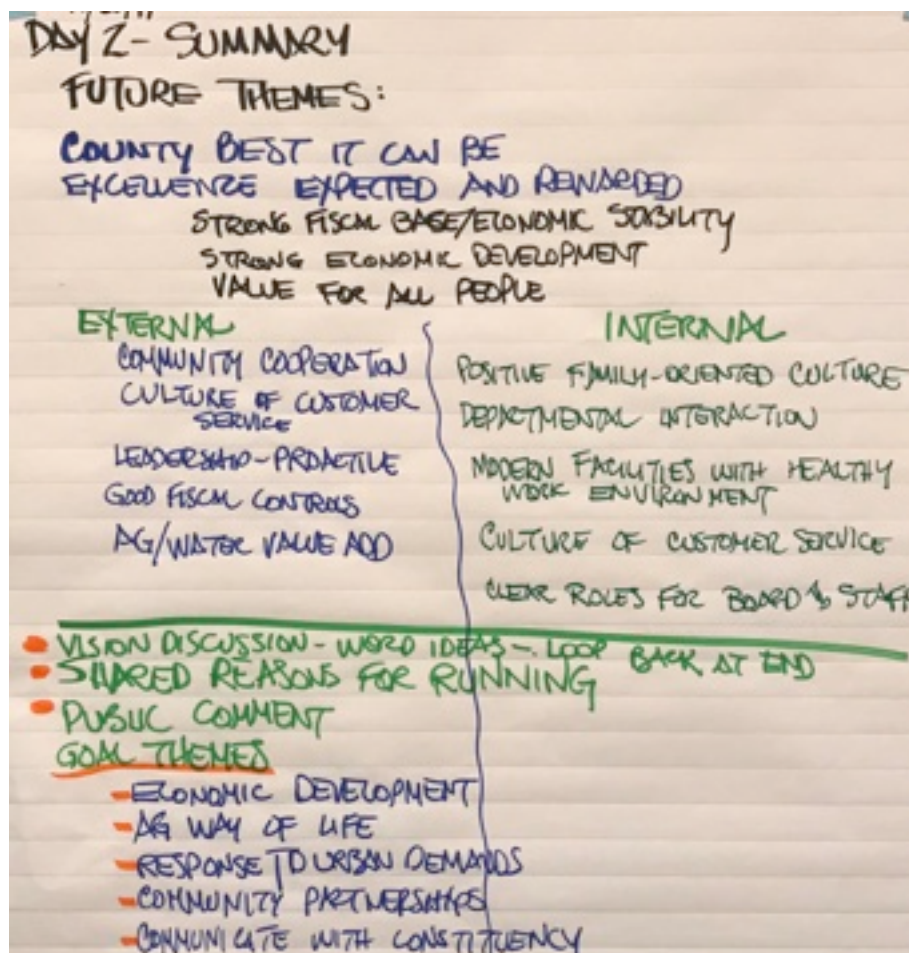 DAY 2 - SUMMARY
FUTURE THEMES:
COUNTY BEST IT CAN BE
EXCELLENCE EXPECTED AND REWARDED
STRONG FISCAL BASE/ECONOMIC STABILITY
STRONG ECONOMIC DEVELOPMENT
VALUE FOR ALL PEOPLE
EXTERNAL
COMMUNITY COOPERATION
CULTURE OF CUSTOMER
SERVICE
LEADERSHIP - PROACTIVE
GOOD FISCAL CONTROLS
AG/WATER VALUE ADD
INTERNAL
POSITIVE FAMILY-ORIENTED CULTURE
DEPARTMENTAL INTERACTION
MODERN FACILITIES WITH HEALTHY
WORK ENVIRONMENT
CULTURE OF CUSTOMER SERVICE
CLEAR ROLES FOR BOARD & STAFF
• VISION DISCUSSION - WORD IDEAS - LOOP BACK AT END
• SHARED REASONS FOR RUNNING
• PUBLIC COMMENT
GOAL THEMES
- ECONOMIC DEVELOPMENT
- AG WAY OF LIFE
- RESPONSE TO URBAN DEMANDS
- COMMUNITY PARTNERSHIPS
- COMMUNICATE WITH CONSTITUENCY